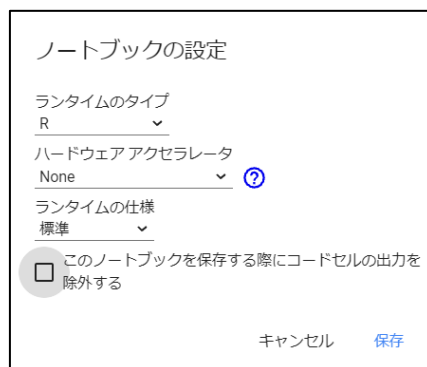 ノートブックの設定
ランタイムのタイプ
R
ハードウェア アクセラレータ
None
?
ランタイムの仕様
標準
このノートブックを保存する際にコードセルの出力を
除外する
キャンセル 保存